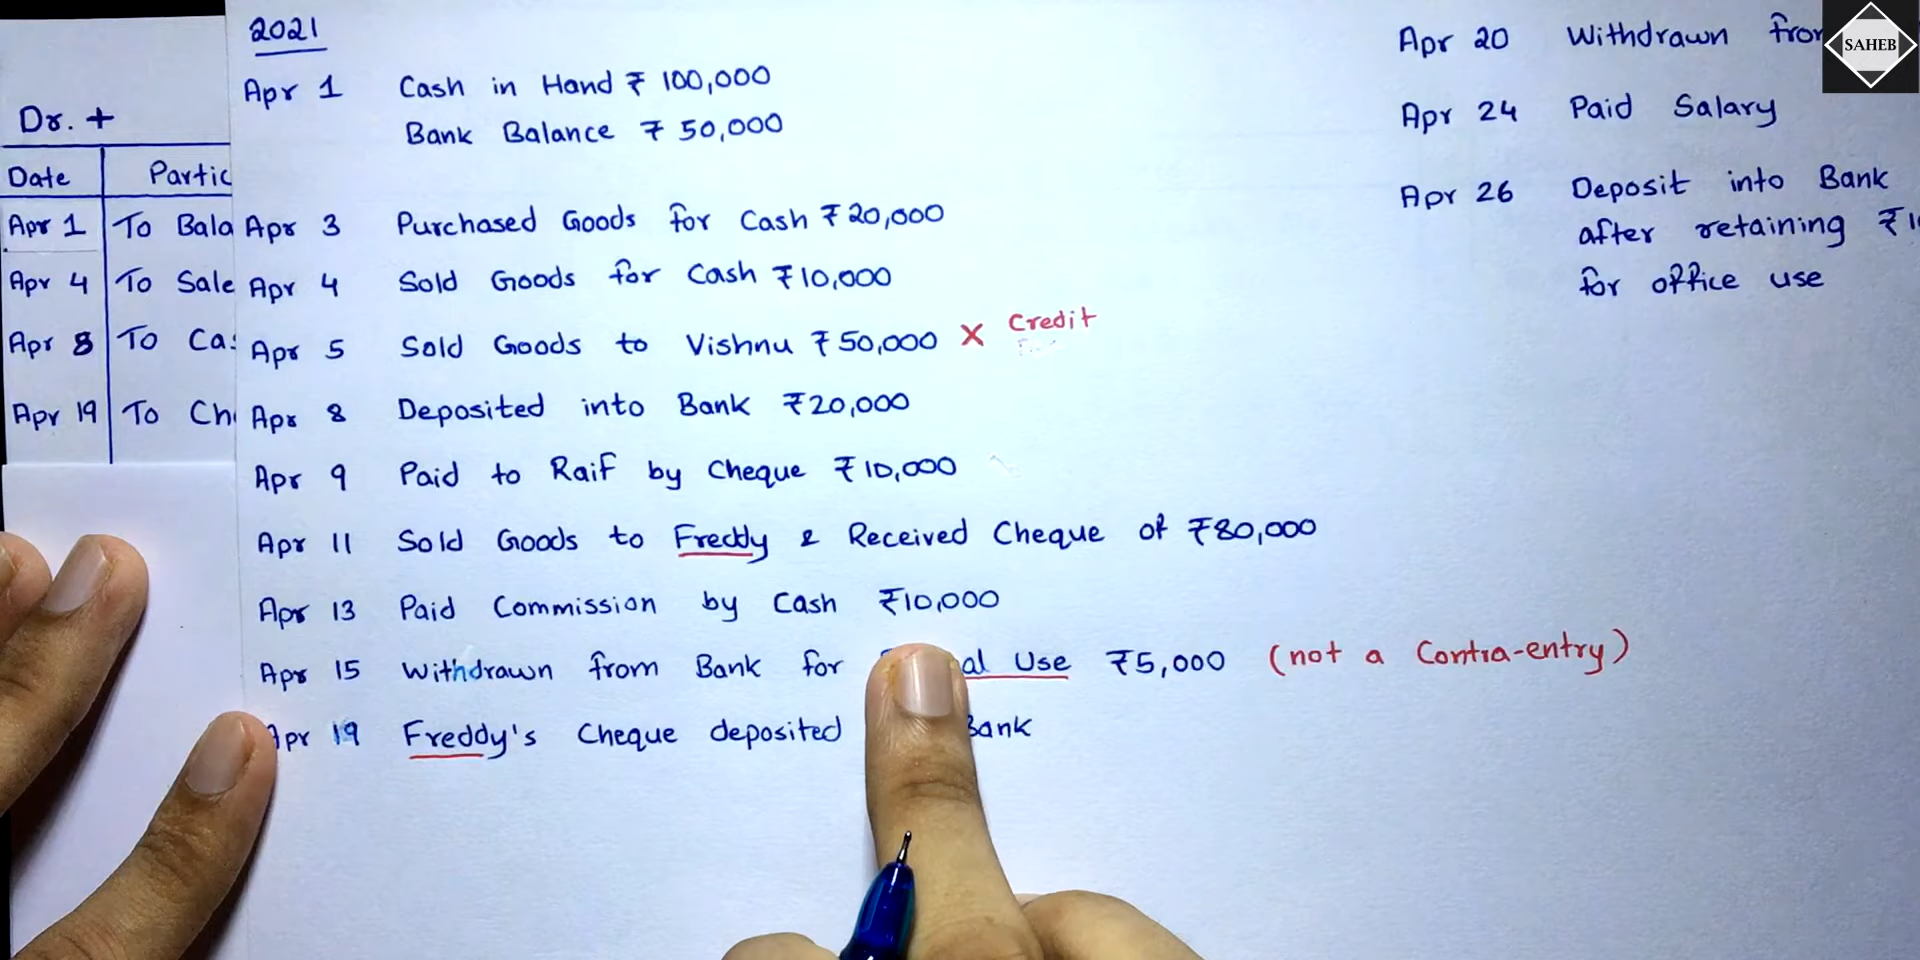 2021
Apr 1 Cash in Hand ₹ 100,000
Bank Balance ₹ 50,000
Apr 3 Purchased Goods for Cash ₹20,000
Apr 4 Sold Goods for Cash ₹10,000
Apr 5 Sold Goods to Vishnu ₹50,000 X Credit
Apr 8 Deposited into Bank ₹20,000
Apr 9 Paid to Raif by Cheque ₹10,000
Apr 11 Sold Goods to Freddy & Received Cheque of ₹80,000
Apr 13 Paid Commission by Cash ₹10,000
Apr 15 Withdrawn from Bank for al Use ₹5,000 (not a Contra-entry)
Apr 19 Freddy's Cheque deposited Bank
Dr. +
Date Partic
Apr 1 To Bala
Apr 4 To Sale
Apr 8 To Cas
Apr 19 To Ch
Apr 20 Withdrawn from
Apr 24 Paid Salary
Apr 26 Deposit into Bank
after retaining ₹1
for office use
SAHEB